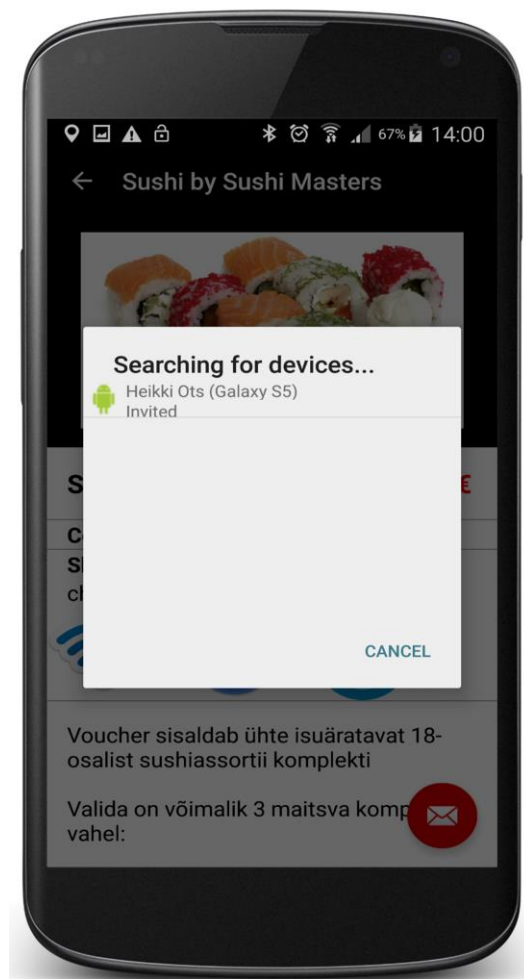 67% 14:00
Sushi by Sushi Masters
Searching for devices...
Heikki Ots (Galaxy S5)
Invited
S €
C
ch
CANCEL
Voucher sisaldab ühte isuäratavat 18-
osalist sushiassortii komplekti
Valida on võimalik 3 maitsva komp
vahel: